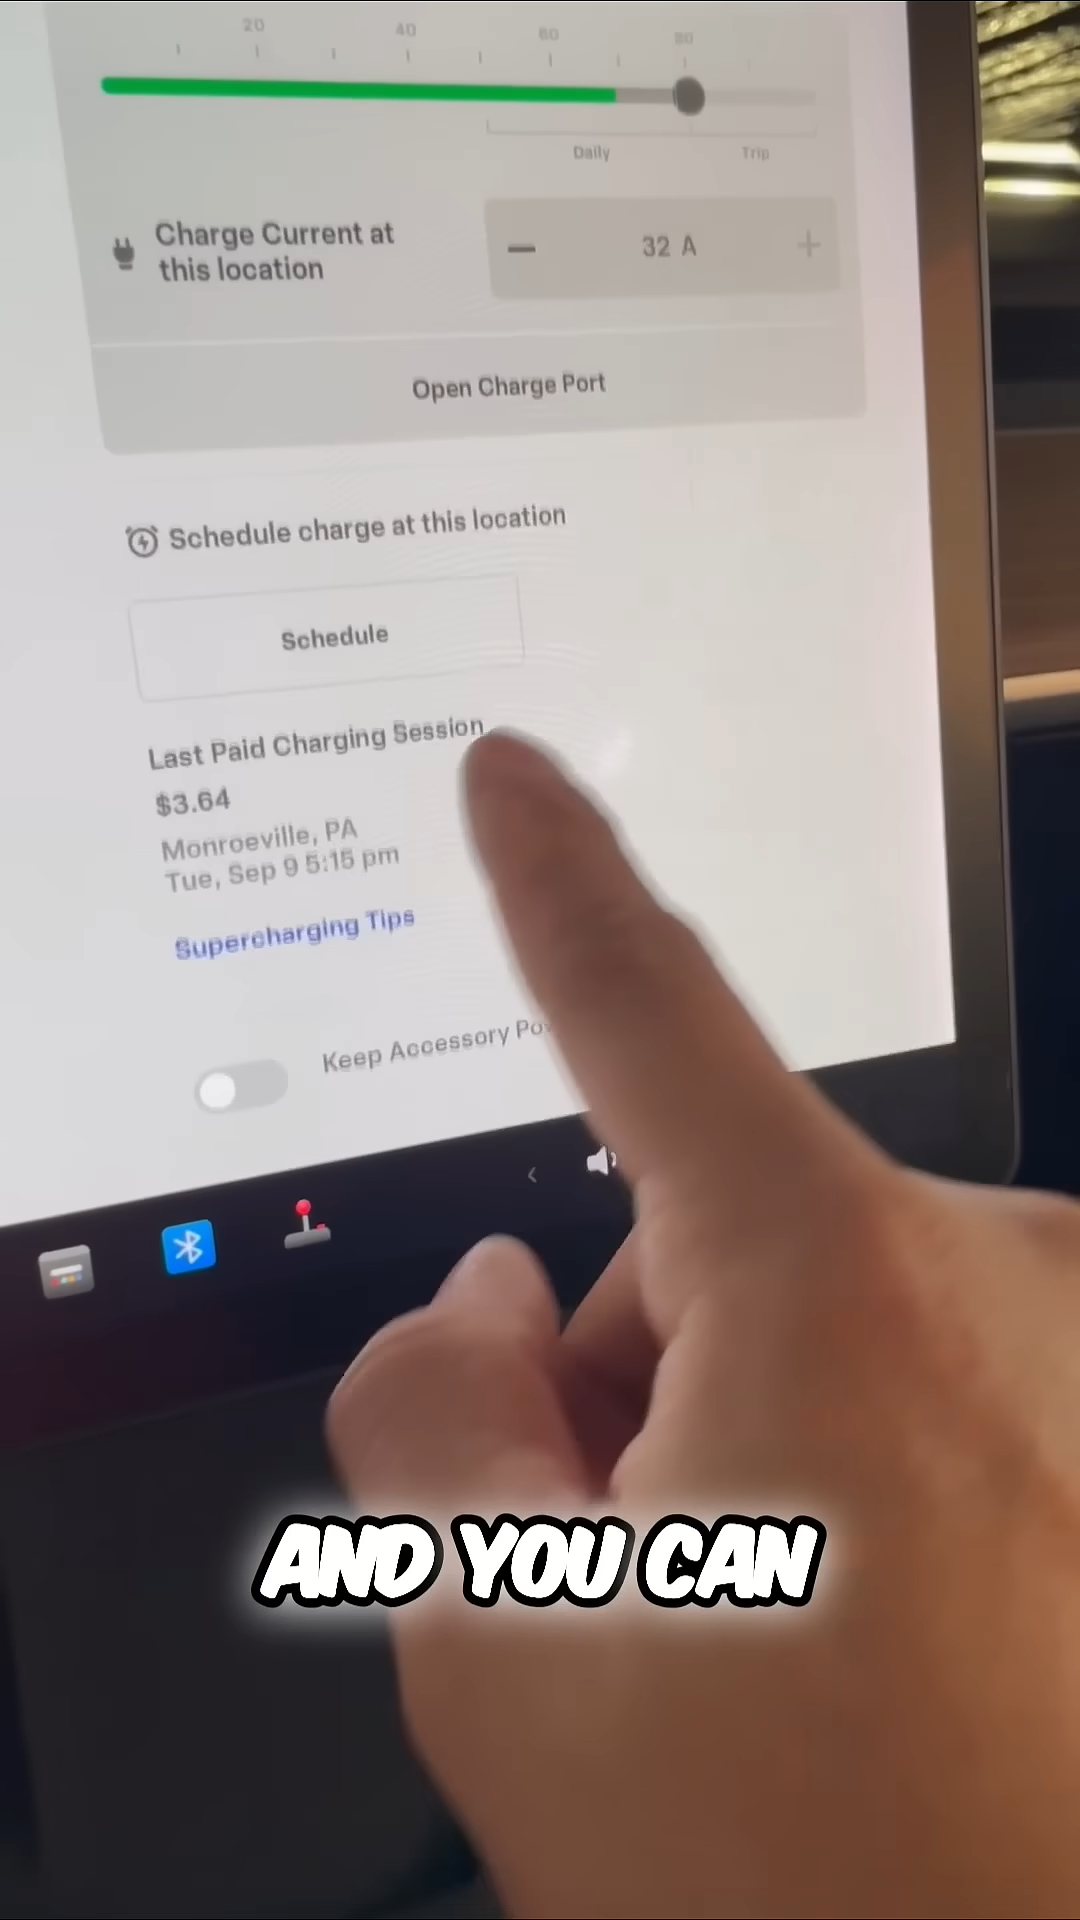 20 40 60 80
Daily Trip
Charge Current at
this location
32 A
Open Charge Port
Schedule charge at this location
Schedule
Last Paid Charging Session
$3.64
Monroeville, PA
Tue, Sep 9 5:15 pm
Supercharging Tips
Keep Accessory Po
AND YOU CAN